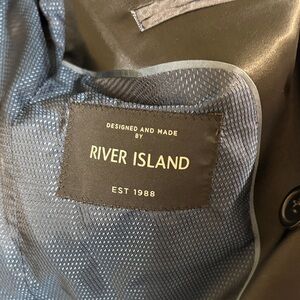 DESIGNED AND MADE
BY
RIVER ISLAND
EST 1988